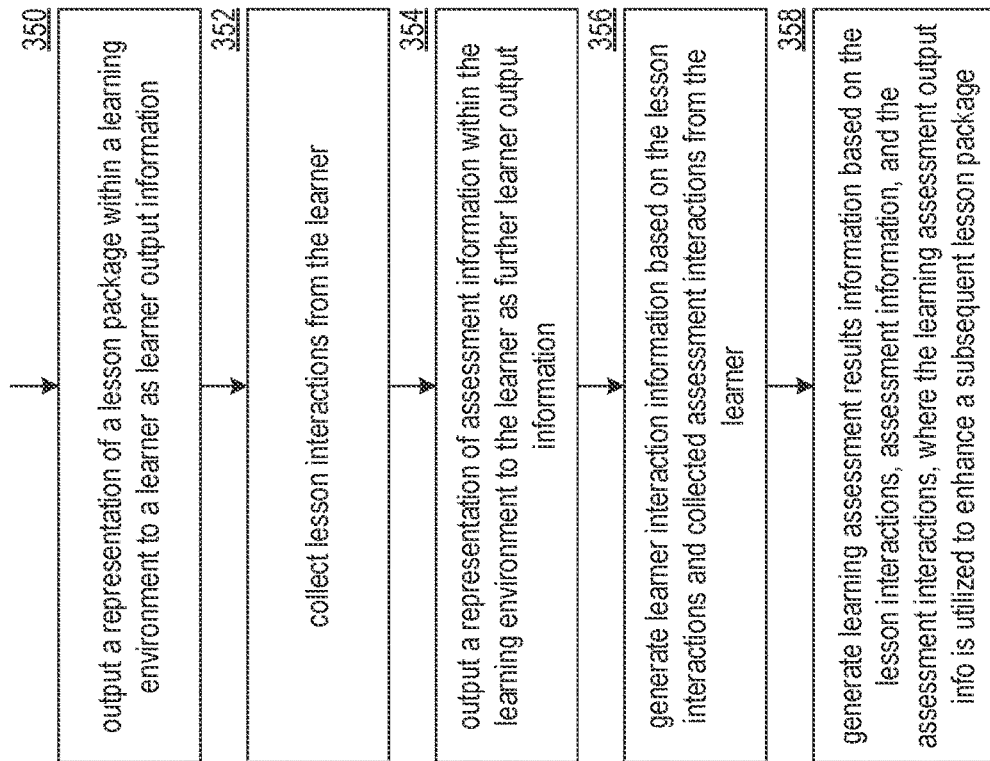 350
output a representation of a lesson package within a learning
environment to a learner as learner output information
352
collect lesson interactions from the learner
354
output a representation of assessment information within the
learning environment to the learner as further learner output
information
356
generate learner interaction information based on the lesson
interactions and collected assessment interactions from the
learner
358
generate learning assessment results information based on the
lesson interactions, assessment information, and the
assessment interactions, where the learning assessment output
info is utilized to enhance a subsequent lesson package